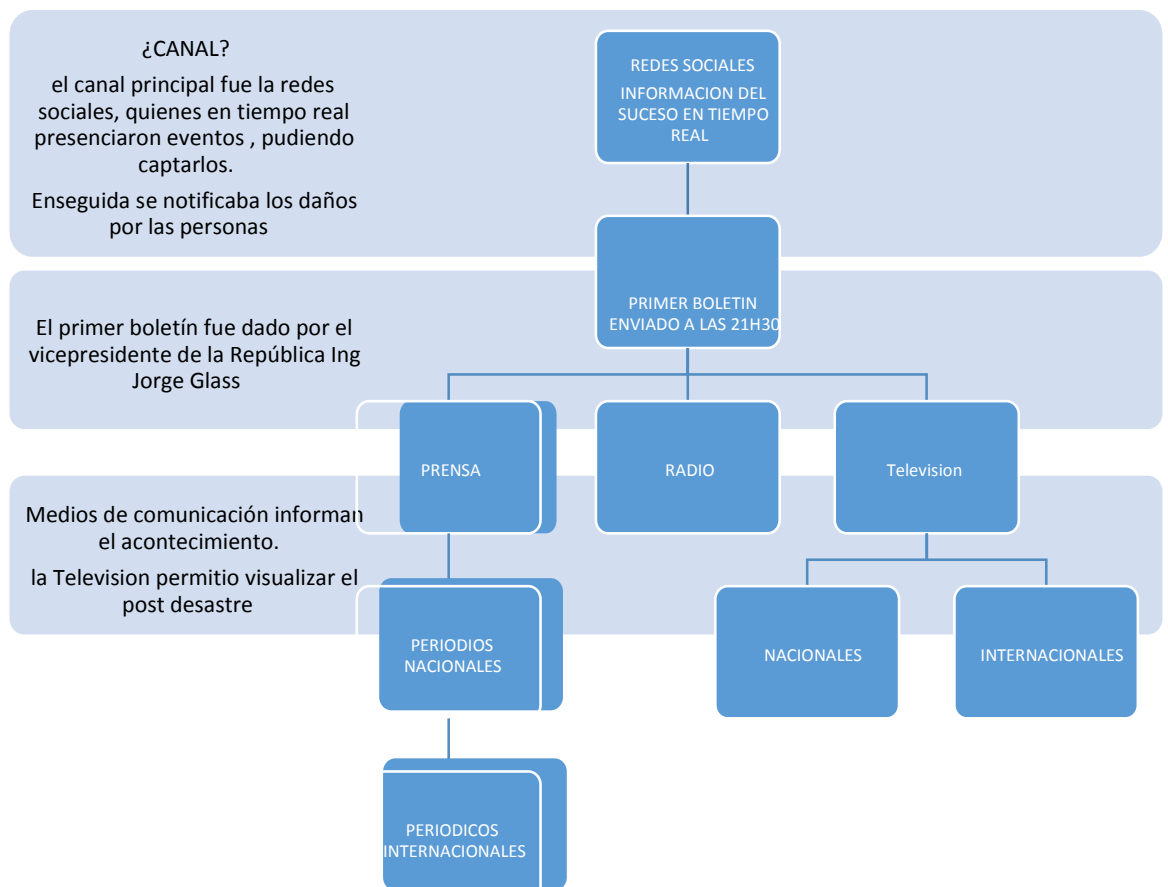 ¿CANAL?
el canal principal fue la redes
sociales, quienes en tiempo real
presenciaron eventos , pudiendo
captarlos.
Enseguida se notificaba los daños
por las personas
REDES SOCIALES
INFORMACION DEL
SUCESO EN TIEMPO
REAL
El primer boletín fue dado por el
vicepresidente de la República Ing
Jorge Glass
PRIMER BOLETIN
ENVIADO A LAS 21H30
Medios de comunicación informan
el acontecimiento.
la Television permitio visualizar el
post desastre
PRENSA
RADIO
Television
PERIODIOS
NACIONALES
NACIONALES
INTERNACIONALES
PERIODICOS
INTERNACIONALES